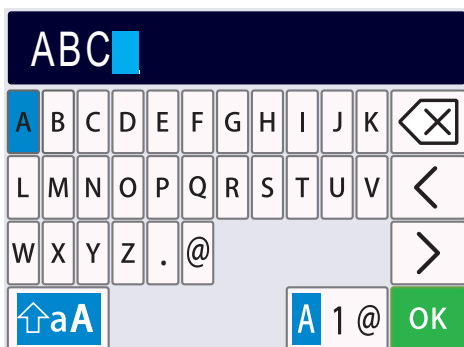 ABC
A B C D E F G H I J K
L M N O P Q R S T U V
W X Y Z . @
aA A 1 @ OK